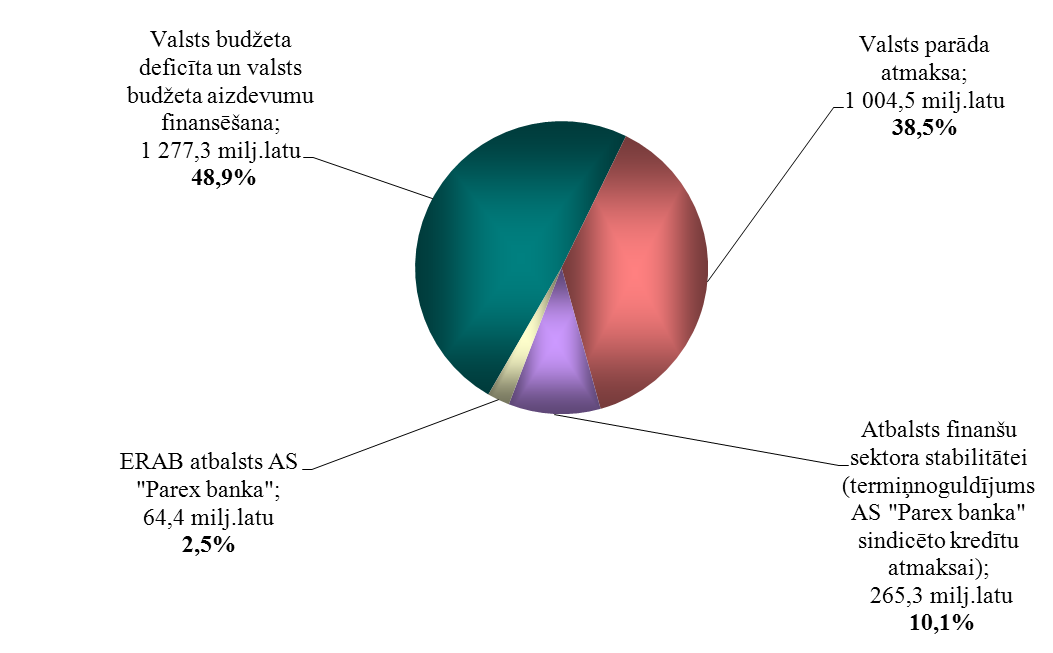 Valsts budžeta
deficīta un valsts
budžeta aizdevumu
finansēšana;
1 277,3 milj.latu
48,9%
Valsts parāda
atmaksa;
1 004,5 milj.latu
38,5%
ERAB atbalsts AS
"Parex banka";
64,4 milj.latu
2,5%
Atbalsts finanšu
sektora stabilitātei
(termiņnoguldījums
AS "Parex banka"
sindicēto kredītu
atmaksai);
265,3 milj.latu
10,1%